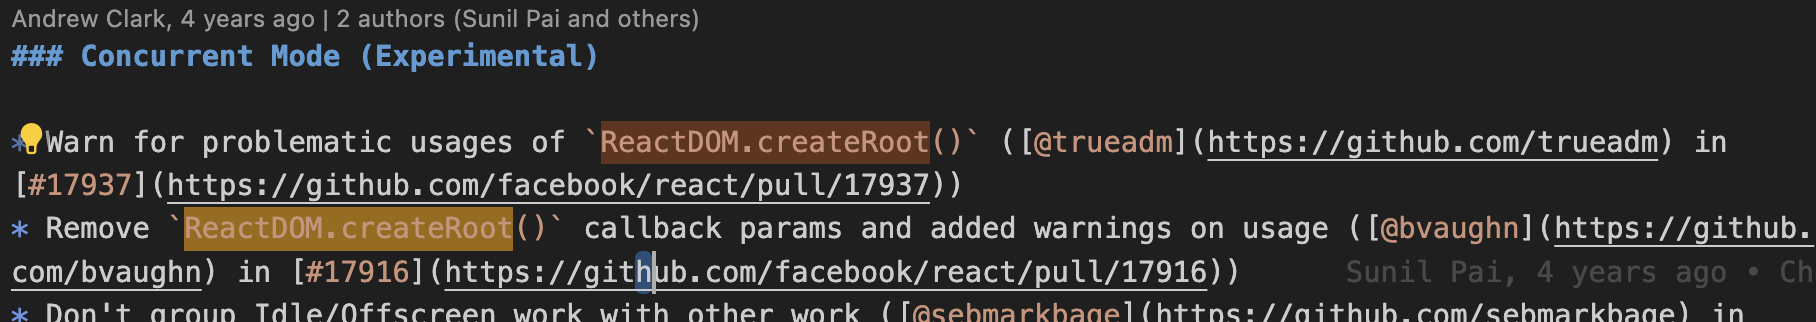 Andrew Clark, 4 years ago | 2 authors (Sunil Pai and others)
### Concurrent Mode (Experimental)
* Warn for problematic usages of `ReactDOM.createRoot()` ([@trueadm](https://github.com/trueadm) in
[#17937](https://github.com/facebook/react/pull/17937))
* Remove `ReactDOM.createRoot()` callback params and added warnings on usage ([@bvaughn](https://github.
com/bvaughn) in [#17916](https://github.com/facebook/react/pull/17916)) Sunil Pai, 4 years ago • Ch
* Don't group Idle/Offscreen work with other work ([@sebmarkbage](https://github.com/sebmarkbage) in